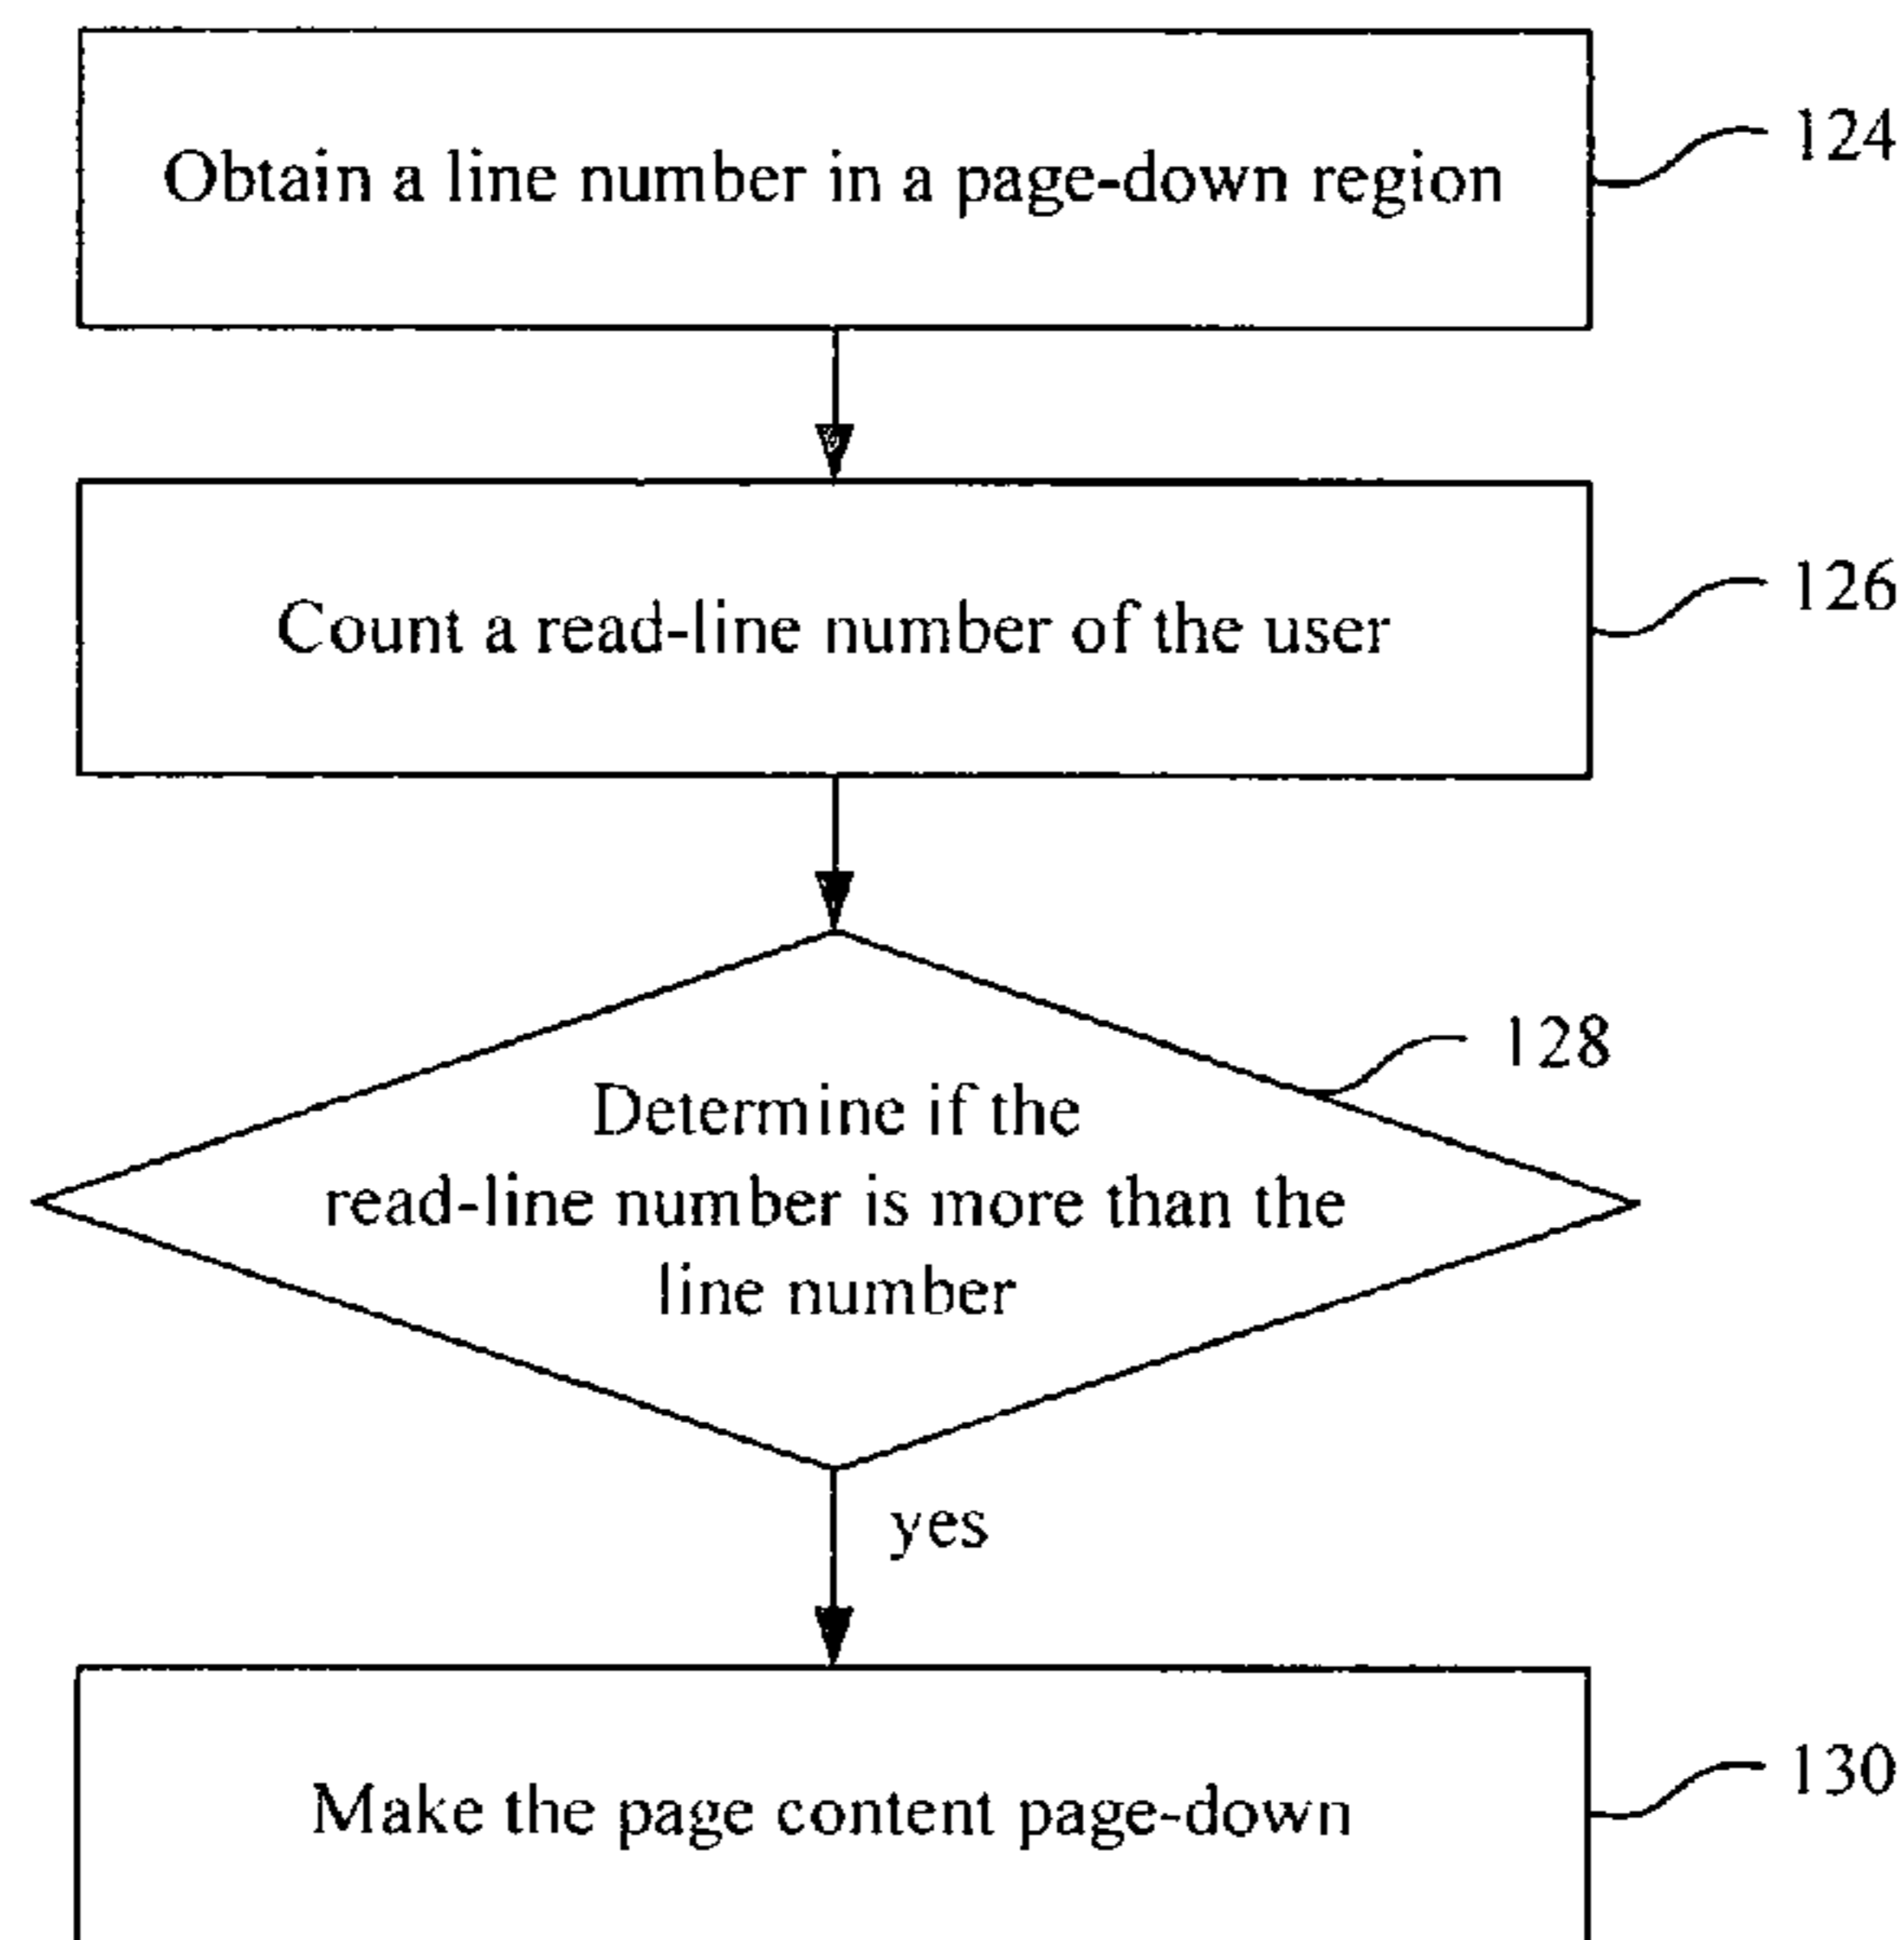 Obtain a line number in a page-down region
124
Count a read-line number of the user
126
128
Determine if the
read-line number is more than the
line number
yes
Make the page content page-down
130